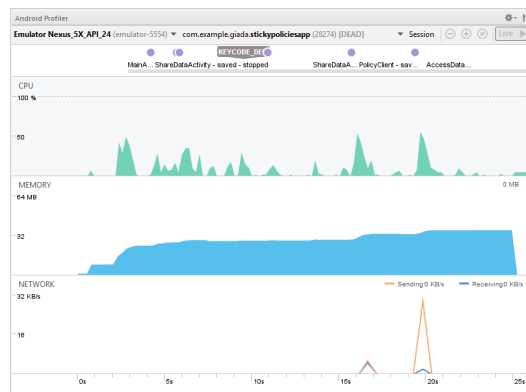 Android Profiler
Emulator Nexus_5X_API_24 (emulator-5554) com.example.giada.stickypoliciesapp (28274) [DEAD] Session Live
KEYCODE_DE
MainA... ShareDataActivity - saved - stopped ShareDataA... PolicyClient - sav... AccessData...
CPU
100 %
50
MEMORY 0 MB
64 MB
32
NETWORK Sending:0 KB/s Receiving:0 KB/s
32 KB/s
16
0s 5s 10s 15s 20s 25s